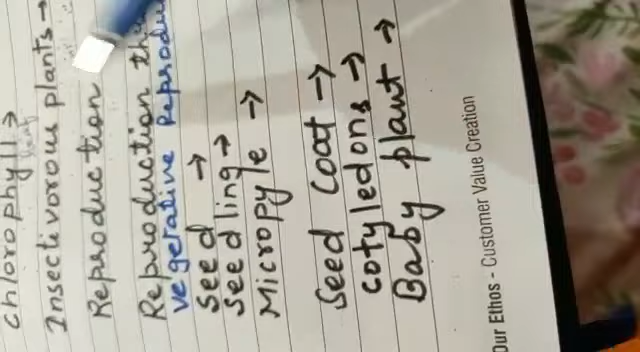 chlorophyll →
Insectivorous plants →
Reproduction
Reproduction
vegetative Reprodu
seed →
seedling →
Micropyle →
Seed coat →
cotyledons →
Baby plant →
Our Ethos - Customer Value Creation